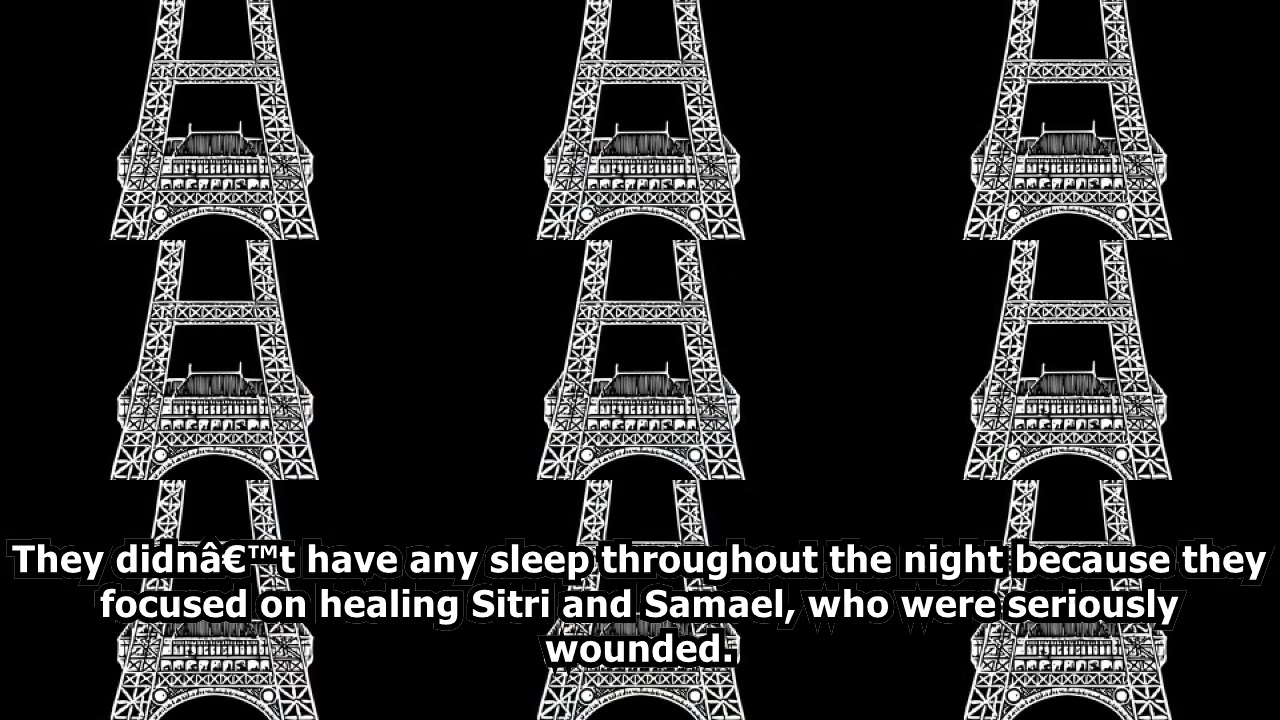 They didnâ€™t have any sleep throughout the night because they
focused on healing Sitri and Samael, who were seriously
wounded.